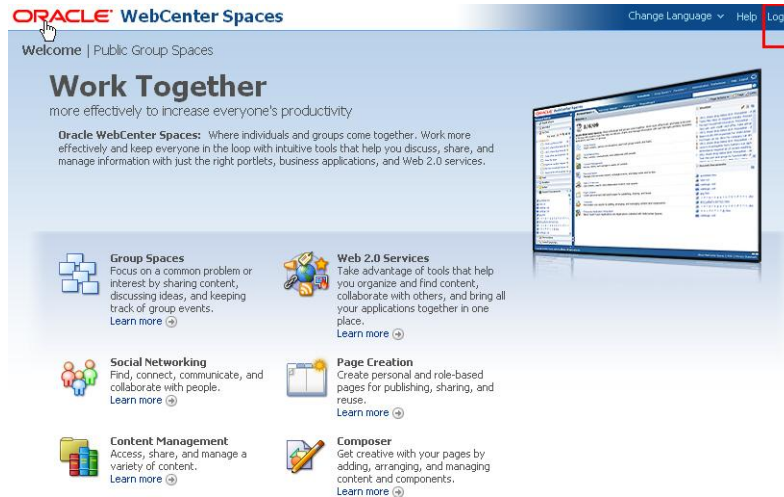 ORACLE WebCenter Spaces
Change Language Help Log
Welcome | Public Group Spaces
Work Together
more effectively to increase everyone's productivity
Oracle WebCenter Spaces: Where individuals and groups come together. Work more
effectively and keep everyone in the loop with intuitive tools that help you discuss, share, and
manage information with just the right portlets, business applications, and Web 2.0 services.
Group Spaces
Focus on a common problem or
interest by sharing content,
discussing ideas, and keeping
track of group events.
Learn more
Web 2.0 Services
Take advantage of tools that help
you organize and find content,
collaborate with others, and bring all
your applications together in one
place.
Learn more
Social Networking
Find, connect, communicate, and
collaborate with people.
Learn more
Page Creation
Create personal and role-based
pages for publishing, sharing, and
reuse.
Learn more
Content Management
Access, share, and manage a
variety of content.
Learn more
Composer
Get creative with your pages by
adding, arranging, and managing
content and components.
Learn more